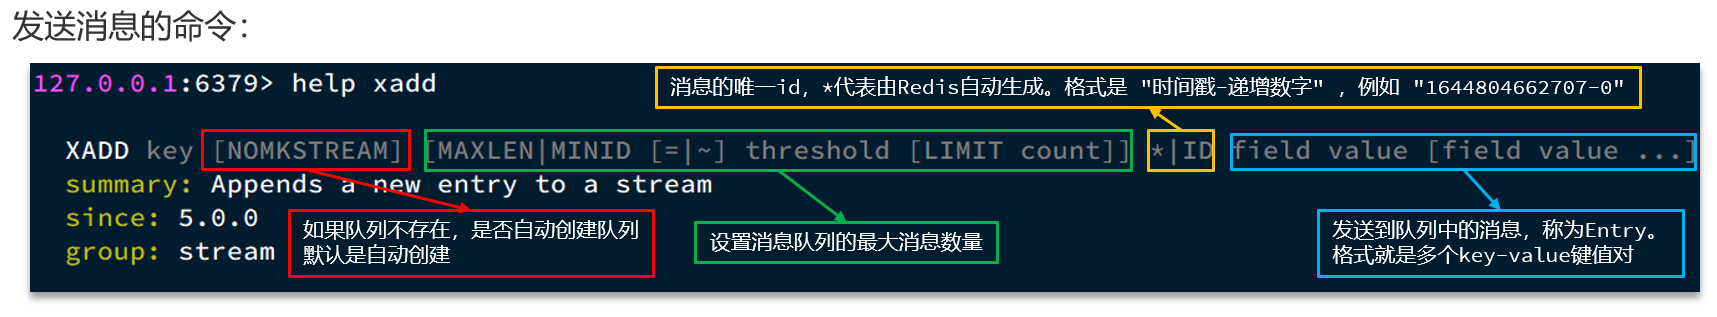 发送消息的命令：
127.0.0.1:6379> help xadd
消息的唯一id，*代表由Redis自动生成。格式是 "时间戳-递增数字" ，例如 "1644804662707-0"
XADD key [NOMKSTREAM] [MAXLEN|MINID [=|~] threshold [LIMIT count]] *|ID field value [field value ...]
summary: Appends a new entry to a stream
since: 5.0.0
group: stream
如果队列不存在，是否自动创建队列
默认是自动创建
设置消息队列的最大消息数量
发送到队列中的消息，称为Entry。
格式就是多个key-value键值对